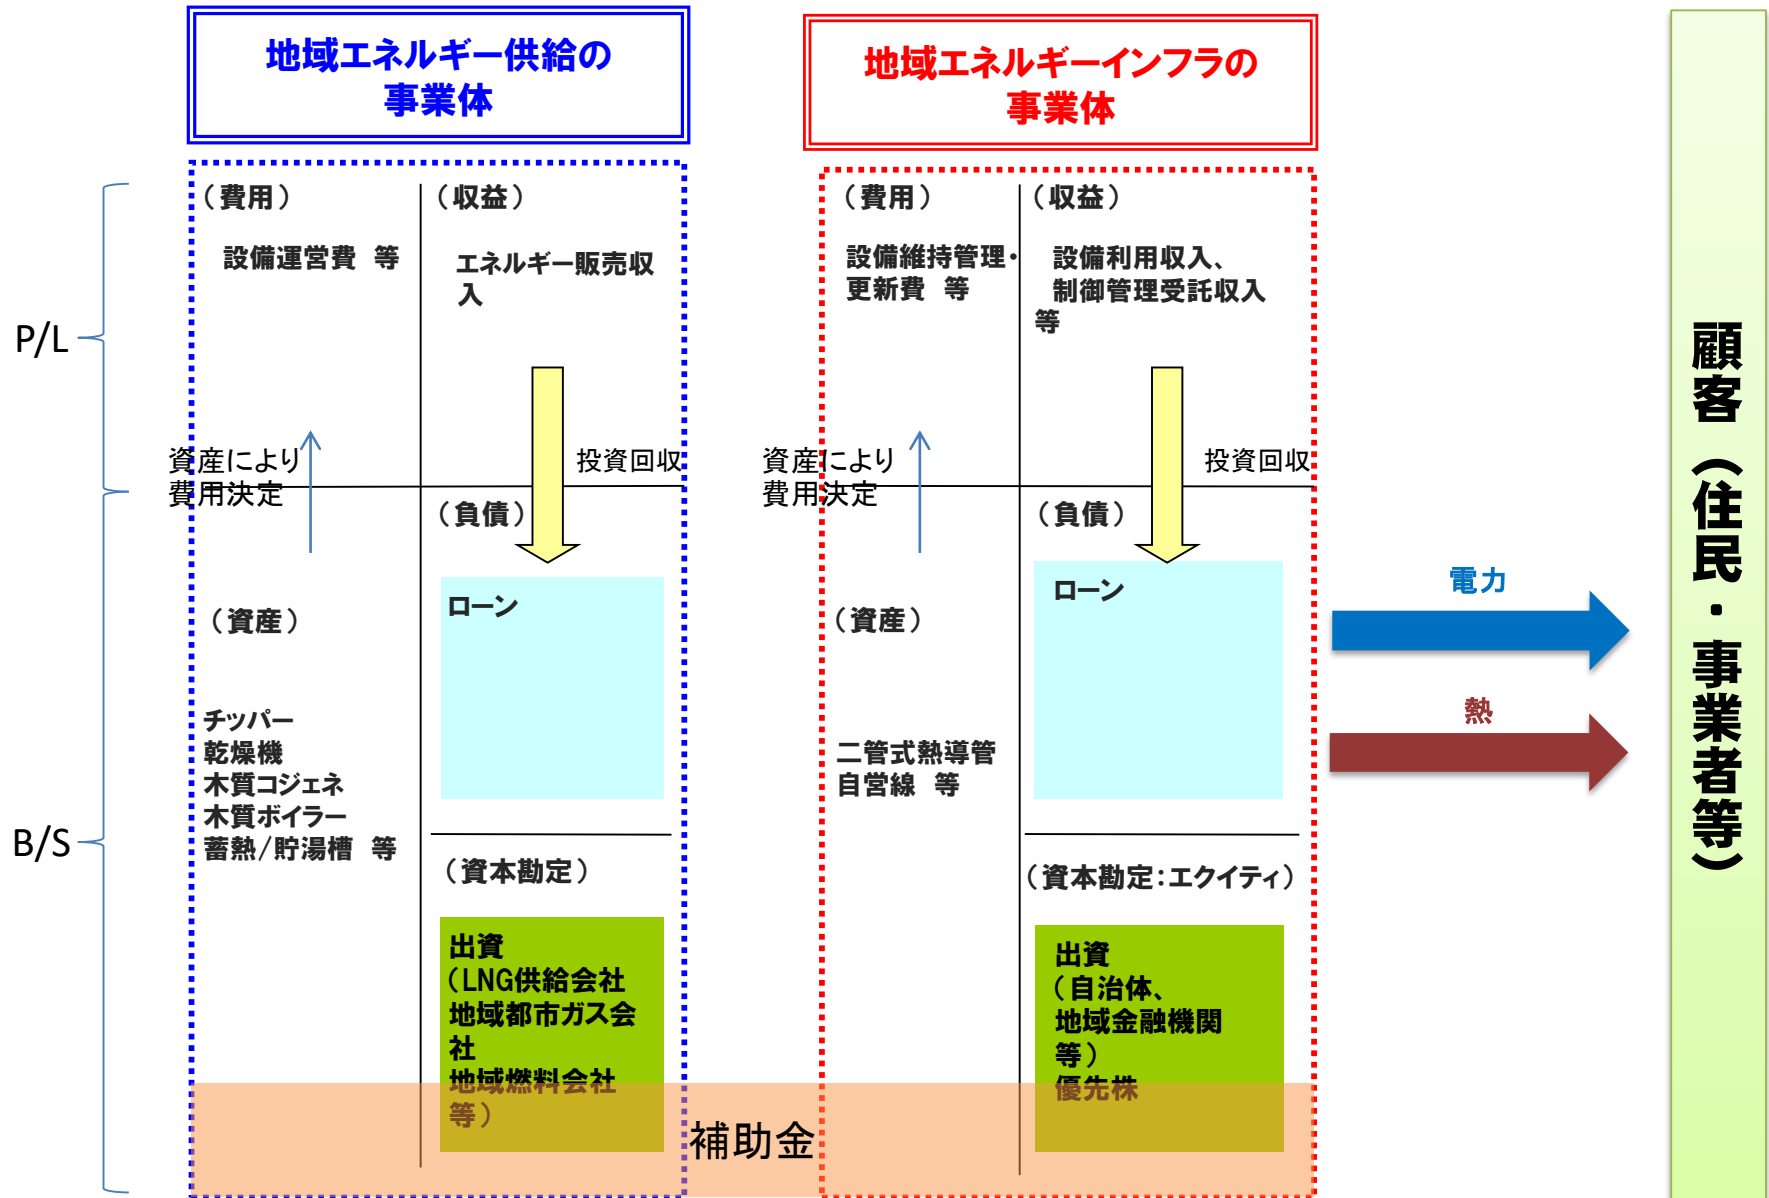 地域エネルギー供給の
事業体
地域エネルギーインフラの
事業体
P/L
（費用）
（収益）
設備運営費　等
エネルギー販売収
入
資産により
費用決定
投資回収
（費用）
（収益）
設備維持管理・
更新費　等
設備利用収入、
制御管理受託収入
等
資産により
費用決定
投資回収
B/S
（資産）
チッパー
乾燥機
木質コジェネ
木質ボイラー
蓄熱/貯湯槽　等
（負債）
ローン
（資本勘定）
出資
（LNG供給会社
地域都市ガス会
社
地域燃料会社
等）
（資産）
二管式熱導管
自営線　等
（負債）
ローン
（資本勘定：エクイティ）
出資
（自治体、
地域金融機関
等）
優先株
補助金
電力
熱
顧客（住民・事業者等）